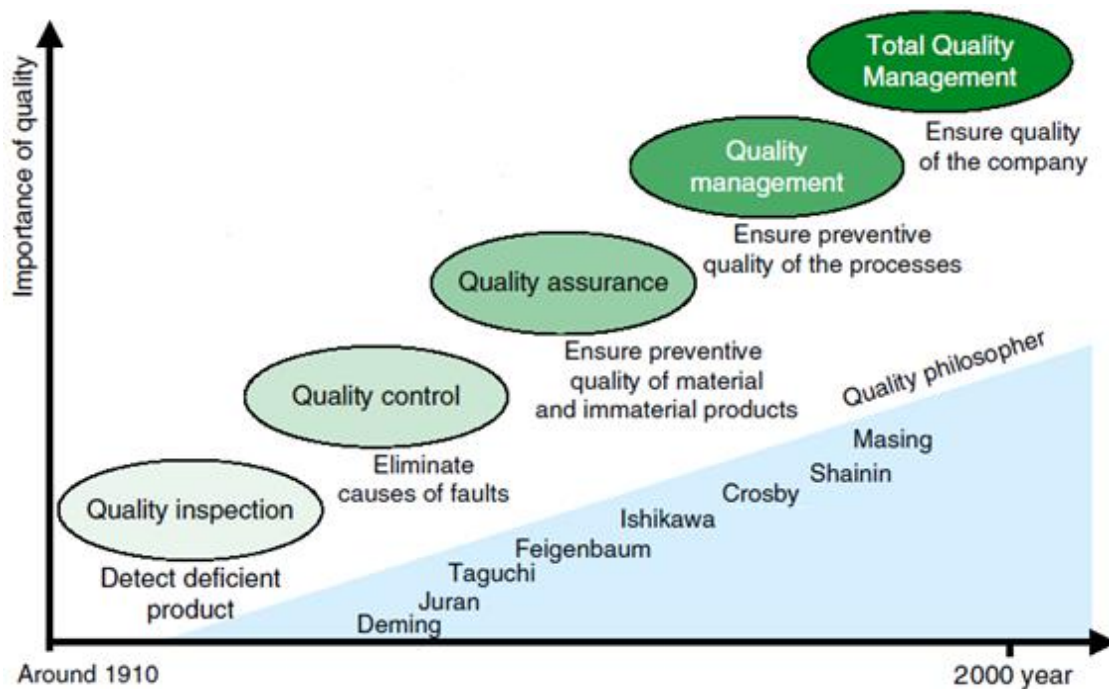 Importance of quality
Total Quality
Management
Ensure quality
of the company
Quality
management
Ensure preventive
quality of the processes
Quality assurance
Ensure preventive
quality of material
and immaterial products
Quality control
Eliminate
causes of faults
Quality inspection
Detect deficient
product
Quality philosopher
Masing
Shainin
Crosby
Ishikawa
Feigenbaum
Taguchi
Juran
Deming
Around 1910
2000 year